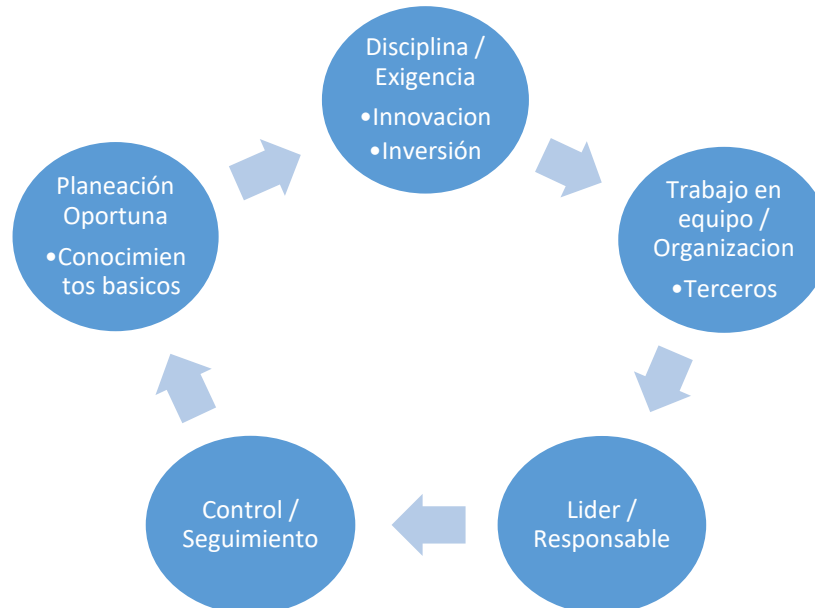 Disciplina /
Exigencia
•Innovacion
•Inversión
Trabajo en
equipo /
Organizacion
•Terceros
Lider /
Responsable
Control /
Seguimiento
Planeación
Oportuna
•Conocimien
tos basicos